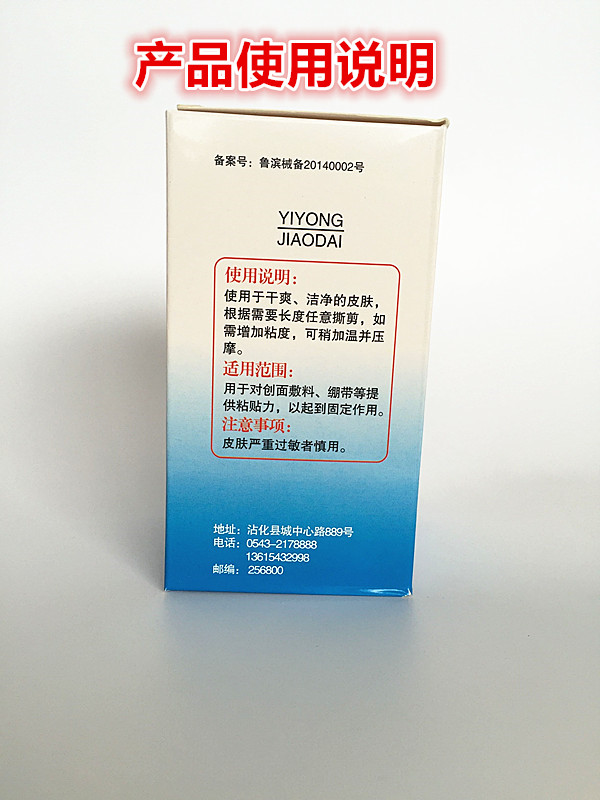 产品使用说明
备案号：鲁滨械备20140002号
YIYONG
JIAODAI
使用说明：
使用于干爽、洁净的皮肤，
根据需要长度任意撕剪，如
需增加粘度，可稍加温并压
摩。
适用范围：
用于对创面敷料、绷带等提
供粘贴力，以起到固定作用。
注意事项：
皮肤严重过敏者慎用。
地址：沾化县城中心路889号
电话：0543-2178888
13615432998
邮编：256800